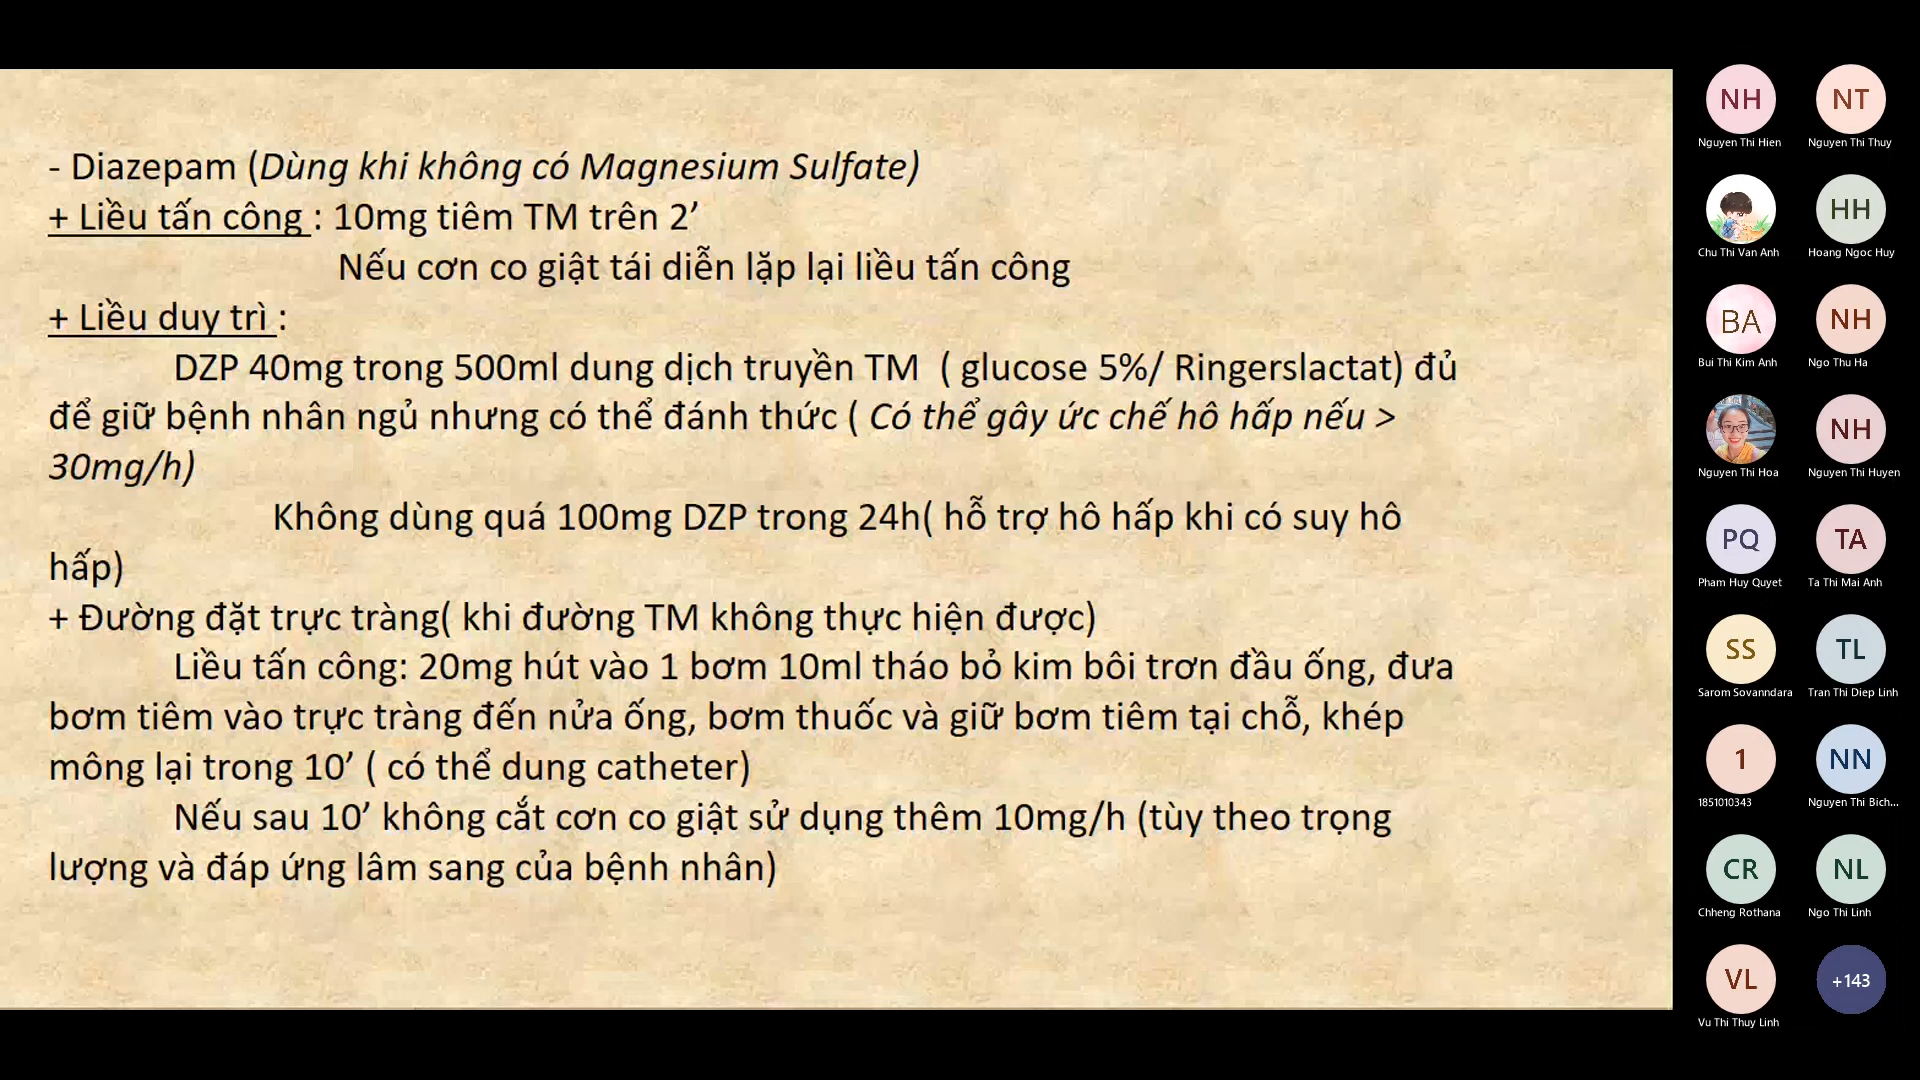 - Diazepam (Dùng khi không có Magnesium Sulfate)
+ Liều tấn công : 10mg tiêm TM trên 2’
Nếu cơn co giật tái diễn lặp lại liều tấn công
+ Liều duy trì :
DZP 40mg trong 500ml dung dịch truyền TM ( glucose 5%/ Ringerslactat) đủ
để giữ bệnh nhân ngủ nhưng có thể đánh thức ( Có thể gây ức chế hô hấp nếu >
30mg/h)
Không dùng quá 100mg DZP trong 24h( hỗ trợ hô hấp khi có suy hô
hấp)
+ Đường đặt trực tràng( khi đường TM không thực hiện được)
Liều tấn công: 20mg hút vào 1 bơm 10ml tháo bỏ kim bôi trơn đầu ống, đưa
bơm tiêm vào trực tràng đến nửa ống, bơm thuốc và giữ bơm tiêm tại chỗ, khép
mông lại trong 10’ ( có thể dung catheter)
Nếu sau 10’ không cắt cơn co giật sử dụng thêm 10mg/h (tùy theo trọng
lượng và đáp ứng lâm sang của bệnh nhân)
NH NT
Nguyen Thi Hien Nguyen Thi Thuy
HH
Chu Thi Van Anh Hoang Ngoc Huy
BA NH
Bui Thi Kim Anh Ngo Thu Ha
NH
Nguyen Thi Hoa Nguyen Thi Huyen
PQ TA
Pham Huy Quyet Ta Thi Mai Anh
SS TL
Sarom Sovanndara Tran Thi Diep Linh
1 NN
1851010343 Nguyen Thi Bich...
CR NL
Chheng Rothana Ngo Thi Linh
VL +143
Vu Thi Thuy Linh